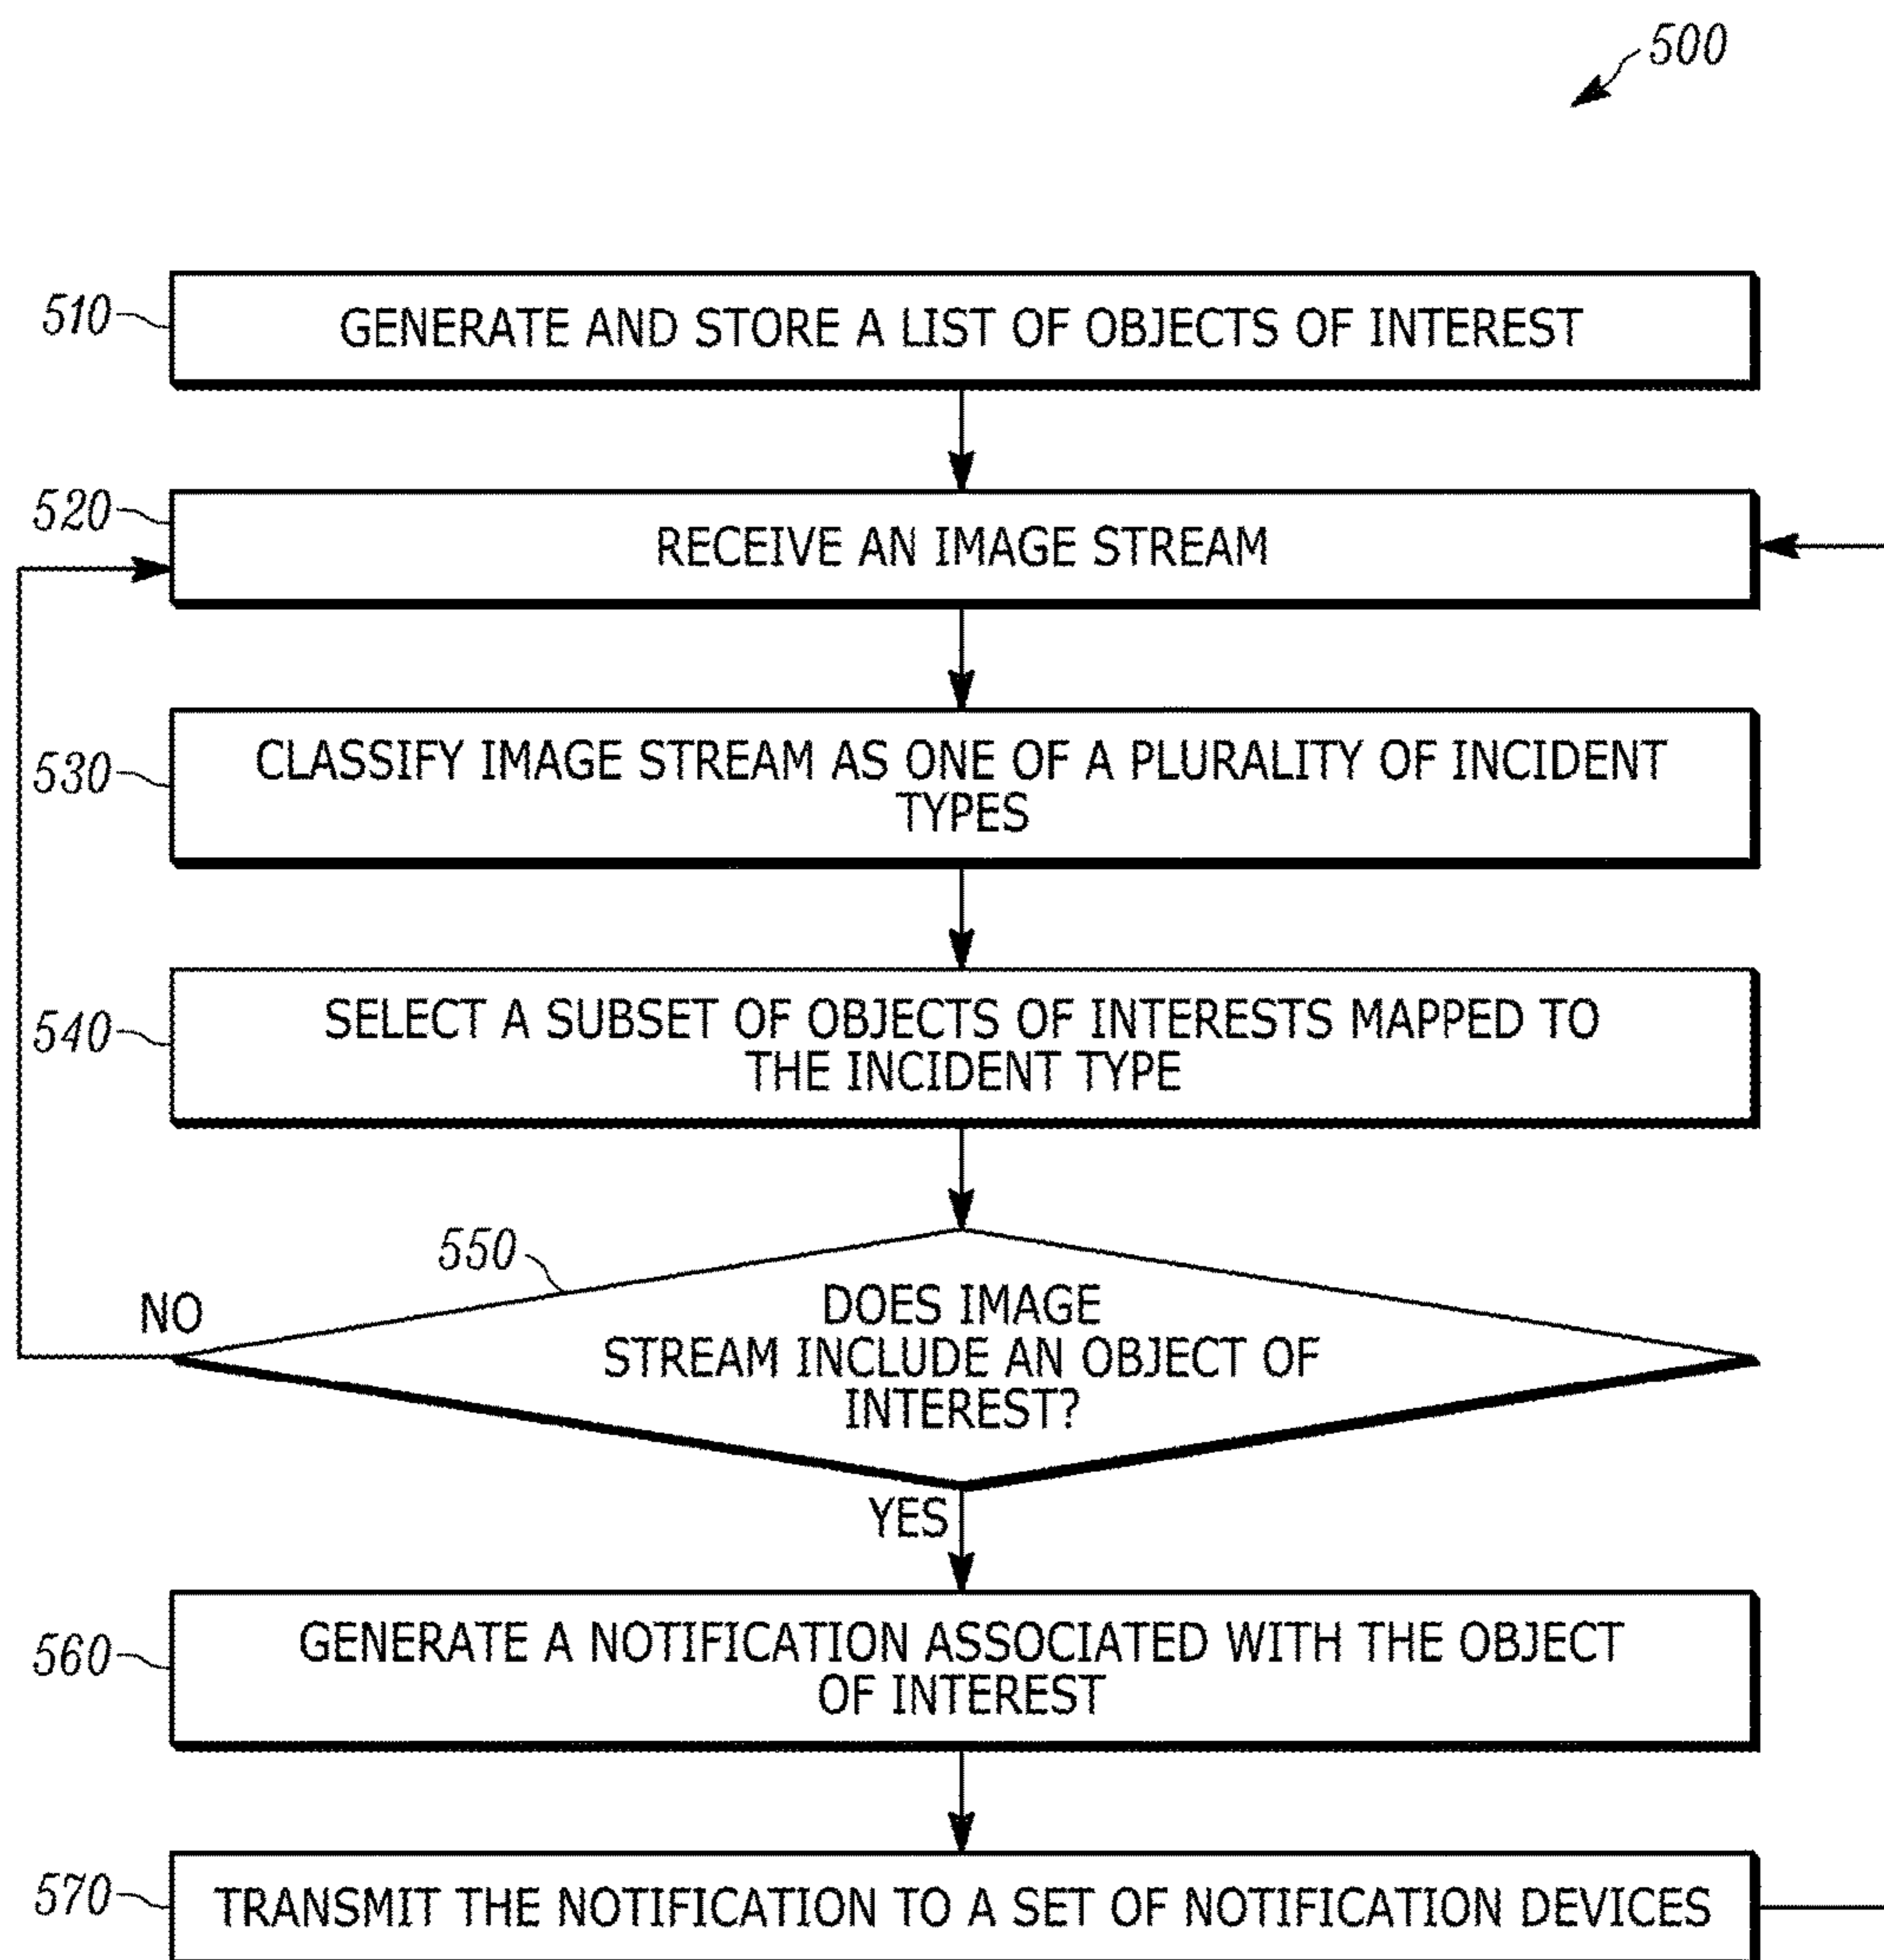 500
510
GENERATE AND STORE A LIST OF OBJECTS OF INTEREST
520
RECEIVE AN IMAGE STREAM
530
CLASSIFY IMAGE STREAM AS ONE OF A PLURALITY OF INCIDENT
TYPES
540
SELECT A SUBSET OF OBJECTS OF INTERESTS MAPPED TO
THE INCIDENT TYPE
550
NO
DOES IMAGE
STREAM INCLUDE AN OBJECT OF
INTEREST?
YES
560
GENERATE A NOTIFICATION ASSOCIATED WITH THE OBJECT
OF INTEREST
570
TRANSMIT THE NOTIFICATION TO A SET OF NOTIFICATION DEVICES